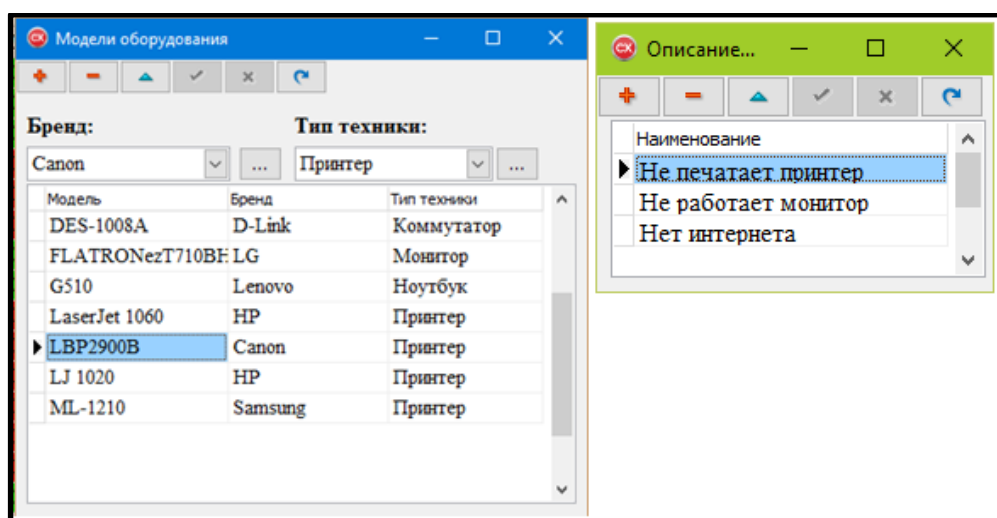 Модели оборудования
Бренд: Тип техники:
Canon ... Принтер ...
Модель Бренд Тип техники
DES-1008A D-Link Коммутатор
FLATRONezT710BH LG Монитор
G510 Lenovo Ноутбук
LaserJet 1060 HP Принтер
LBP2900B Canon Принтер
LJ 1020 HP Принтер
ML-1210 Samsung Принтер
Описание...
Наименование
Не печатает принтер
Не работает монитор
Нет интернета